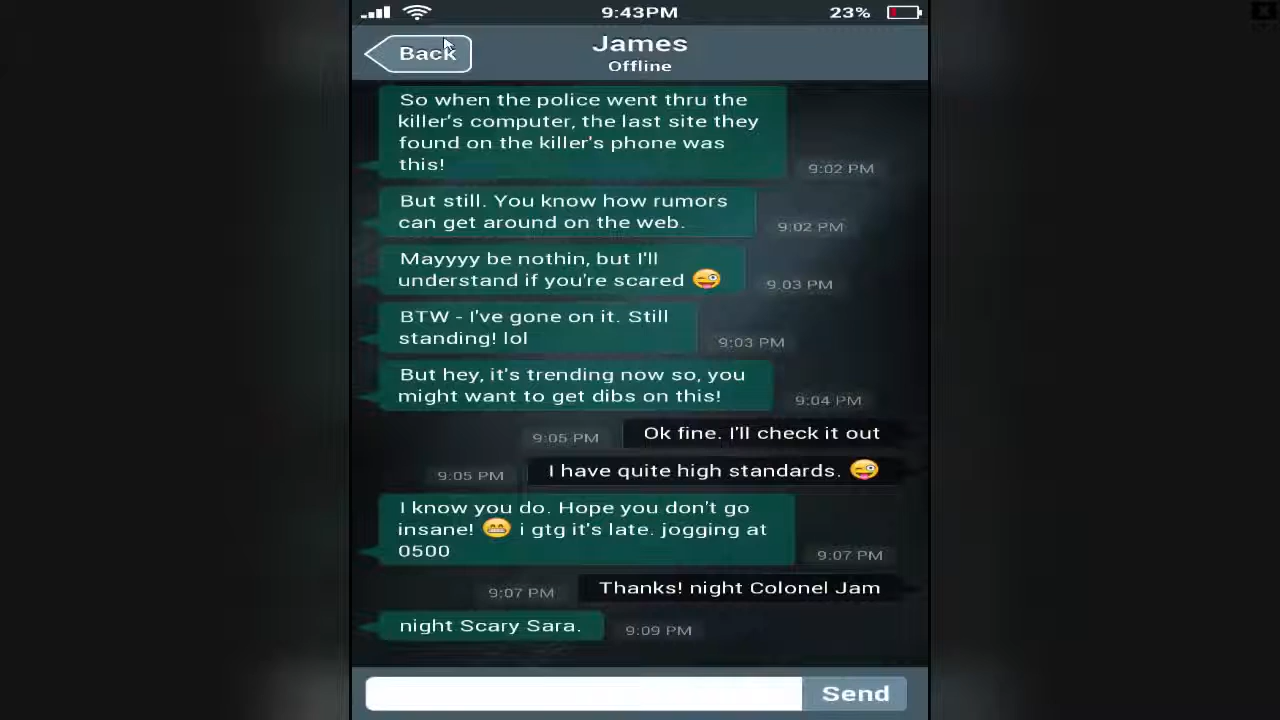 9:43PM
23%
Back
James
Offline
So when the police went thru the
killer's computer, the last site they
found on the killer's phone was
this!
9:02 PM
But still. You know how rumors
can get around on the web.
9:02 PM
Mayyyy be nothin, but I'll
understand if you're scared 😜
9:03 PM
BTW - I've gone on it. Still
standing! lol
9:03 PM
But hey, it's trending now so, you
might want to get dibs on this!
9:04 PM
9:05 PM
Ok fine. I'll check it out
9:05 PM
I have quite high standards. 😜
I know you do. Hope you don't go
insane! 😁 i gtg it's late. jogging at
0500
9:07 PM
9:07 PM
Thanks! night Colonel Jam
night Scary Sara.
9:09 PM
Send